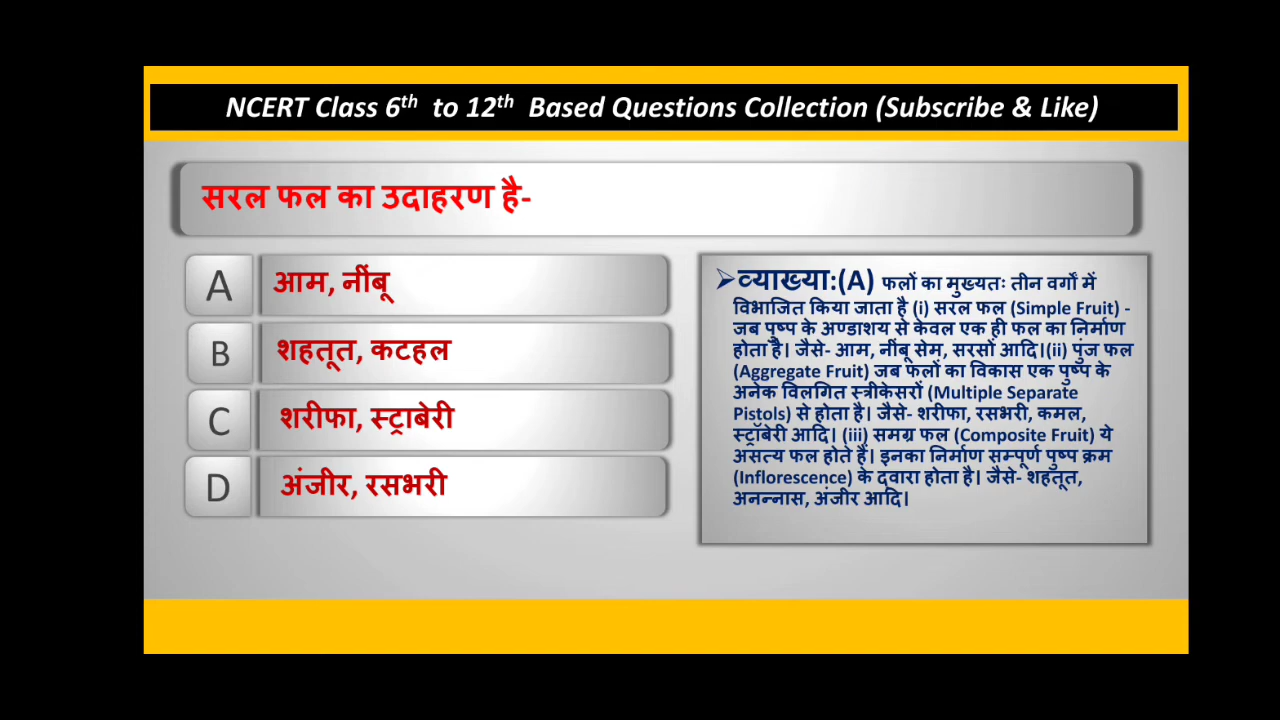 NCERT Class 6th to 12th Based Questions Collection (Subscribe & Like)
सरल फल का उदाहरण है-
A आम, नींबू
B शहतूत, कटहल
C शरीफा, स्ट्राबेरी
D अंजीर, रसभरी
➢व्याख्या:(A) फलों का मुख्यतः तीन वर्गों में
विभाजित किया जाता है (i) सरल फल (Simple Fruit) -
जब पुष्प के अण्डाशय से केवल एक ही फल का निर्माण
होता है। जैसे- आम, नींबू सेम, सरसों आदि।(ii) पुंज फल
(Aggregate Fruit) जब फलों का विकास एक पुष्प के
अनेक विलगित स्त्रीकेसरों (Multiple Separate
Pistols) से होता है। जैसे- शरीफा, रसभरी, कमल,
स्ट्रॉबेरी आदि। (iii) समग्र फल (Composite Fruit) ये
असत्य फल होते हैं। इनका निर्माण सम्पूर्ण पुष्प क्रम
(Inflorescence) के द्वारा होता है। जैसे- शहतूत,
अनन्नास, अंजीर आदि।